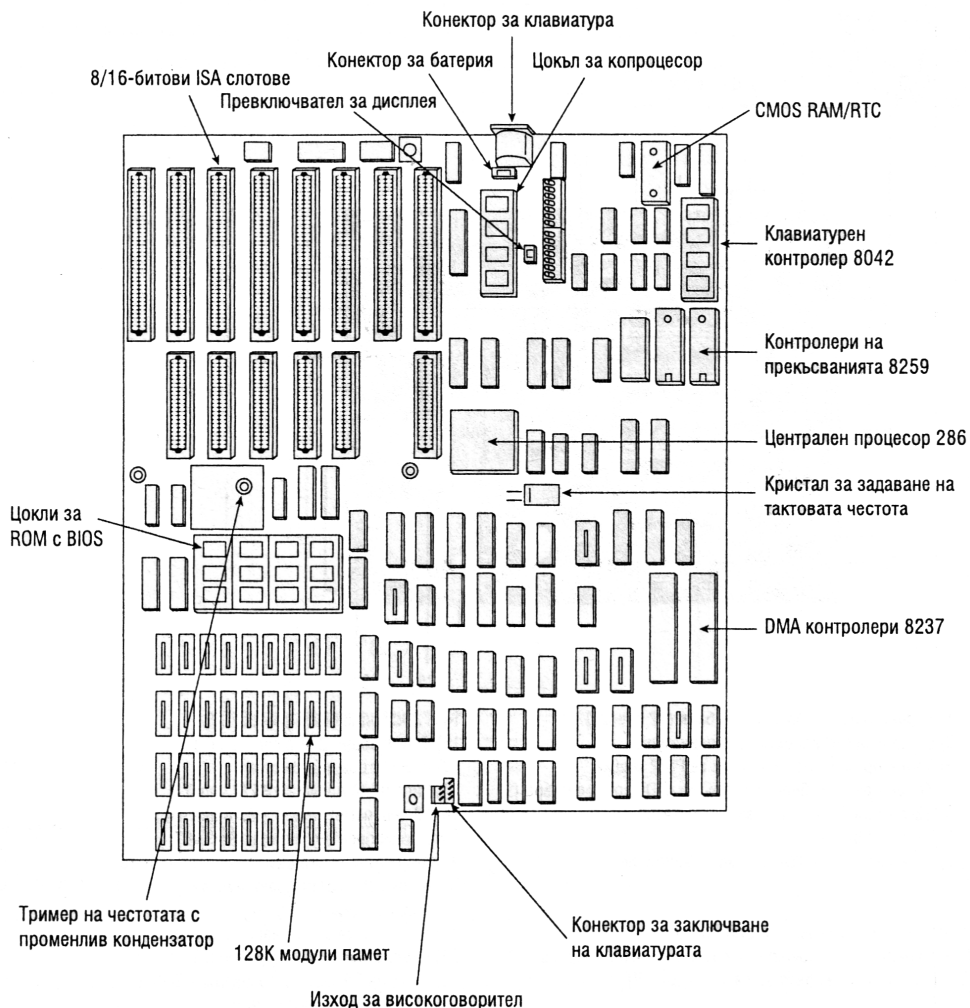 Конектор за клавиатура
Конектор за батерия
Цокъл за копроцесор
8/16-битови ISA слотове
Превключвател за дисплея
CMOS RAM/RTC
Клавиатурен
контролер 8042
Контролери на
прекъсванията 8259
Централен процесор 286
Кристал за задаване на
тактовата честота
Цокли за
ROM с BIOS
DMA контролери 8237
Тример на честотата с
променлив кондензатор
128K модули памет
Конектор за заключване
на клавиатурата
Изход за високоговорител